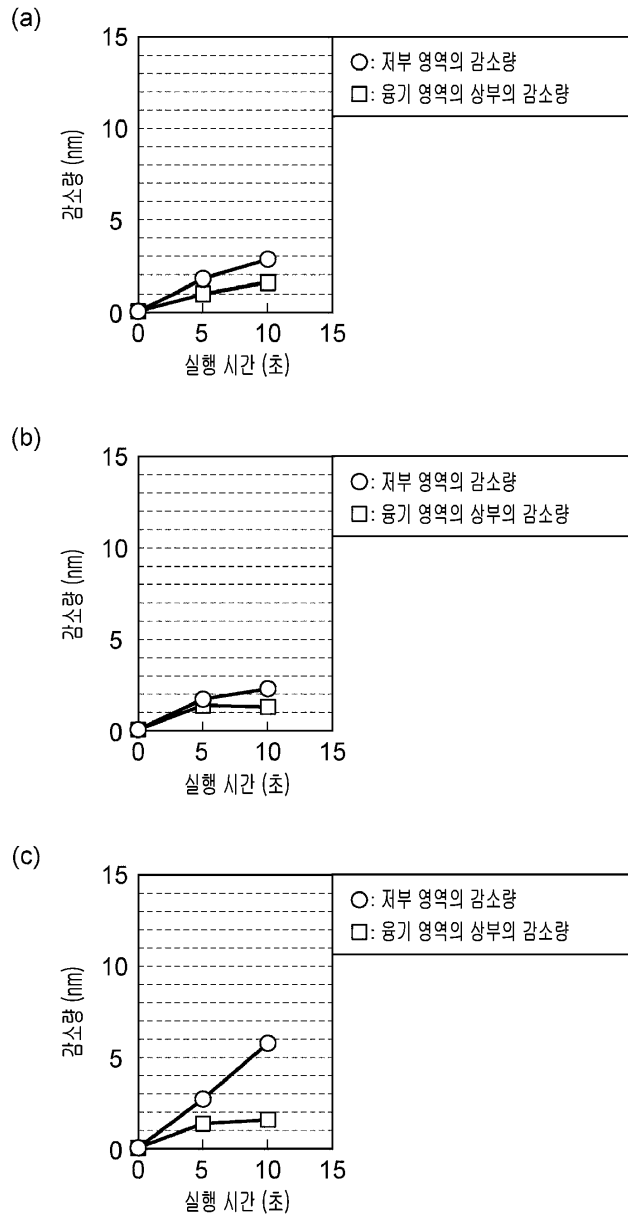 (a)
15
10
5
0
감소량 (nm)
0 5 10 15
실행 시간 (초)
○: 저부 영역의 감소량
□: 융기 영역의 상부의 감소량
(b)
15
10
5
0
감소량 (nm)
0 5 10 15
실행 시간 (초)
○: 저부 영역의 감소량
□: 융기 영역의 상부의 감소량
(c)
15
10
5
0
감소량 (nm)
0 5 10 15
실행 시간 (초)
○: 저부 영역의 감소량
□: 융기 영역의 상부의 감소량